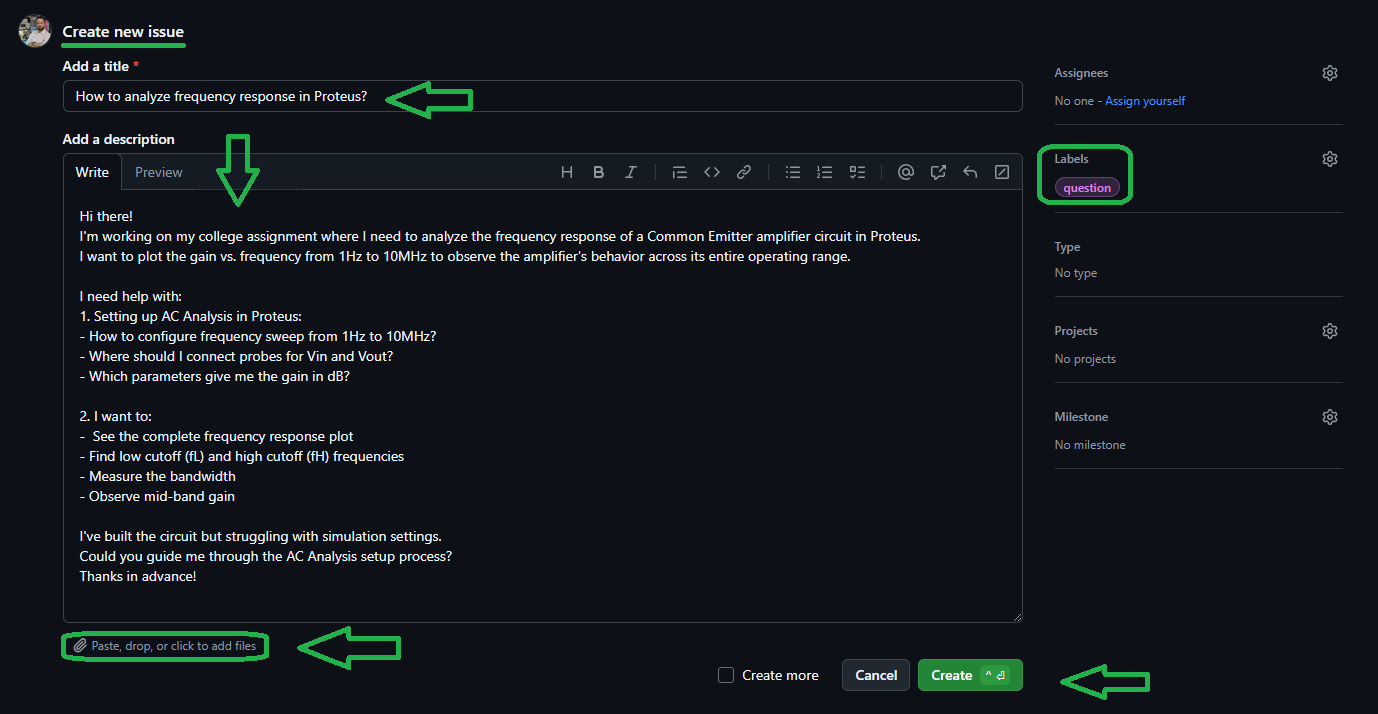 Create new issue
Add a title *
How to analyze frequency response in Proteus?
Add a description
Write Preview
Hi there!
I'm working on my college assignment where I need to analyze the frequency response of a Common Emitter amplifier circuit in Proteus.
I want to plot the gain vs. frequency from 1Hz to 10MHz to observe the amplifier's behavior across its entire operating range.
I need help with:
1. Setting up AC Analysis in Proteus:
- How to configure frequency sweep from 1Hz to 10MHz?
- Where should I connect probes for Vin and Vout?
- Which parameters give me the gain in dB?
2. I want to:
-  See the complete frequency response plot
- Find low cutoff (fL) and high cutoff (fH) frequencies
- Measure the bandwidth
- Observe mid-band gain
I've built the circuit but struggling with simulation settings.
Could you guide me through the AC Analysis setup process?
Thanks in advance!
Paste, drop, or click to add files
Create more Cancel Create ^ ⏎
Assignees
No one - Assign yourself
Labels
question
Type
No type
Projects
No projects
Milestone
No milestone